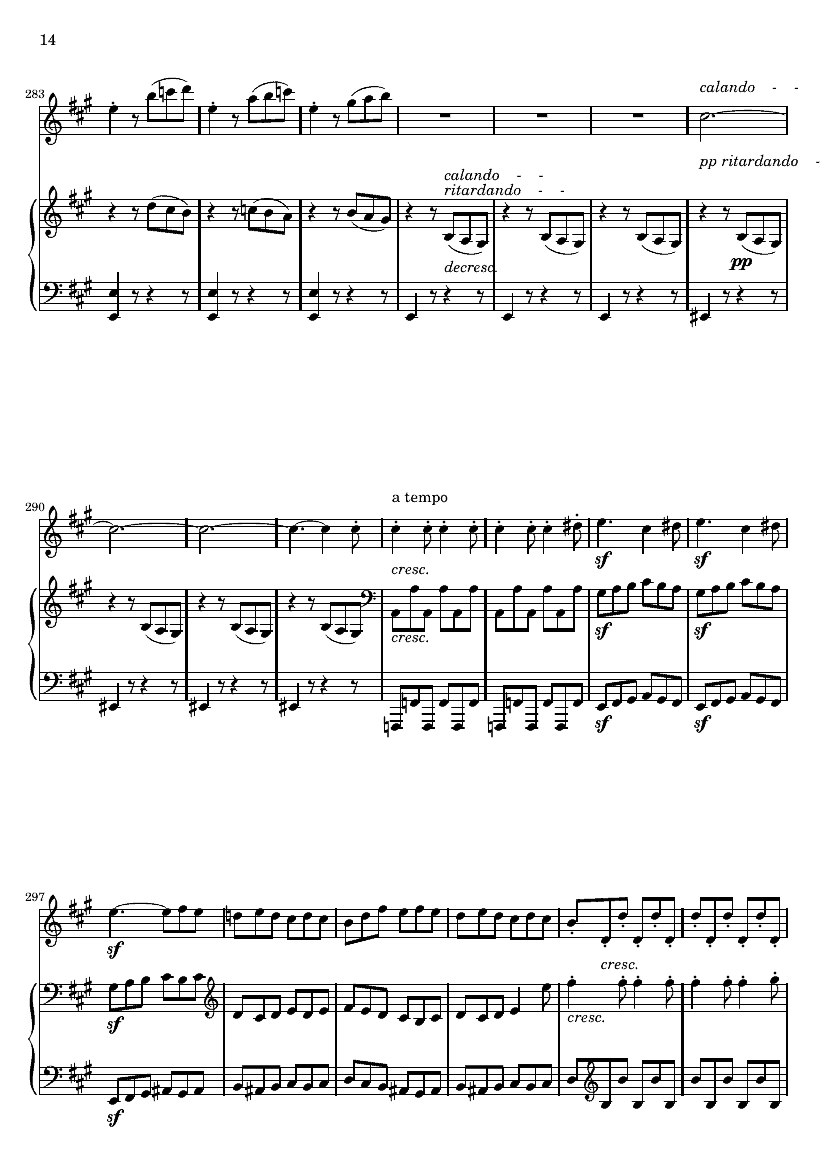 14
calando - -
283
pp ritardando -
calando - -
ritardando - -
decresc.
pp
a tempo
290
cresc.
sf sf
cresc.
sf sf
sf sf
297
sf
cresc.
sf
cresc.
sf